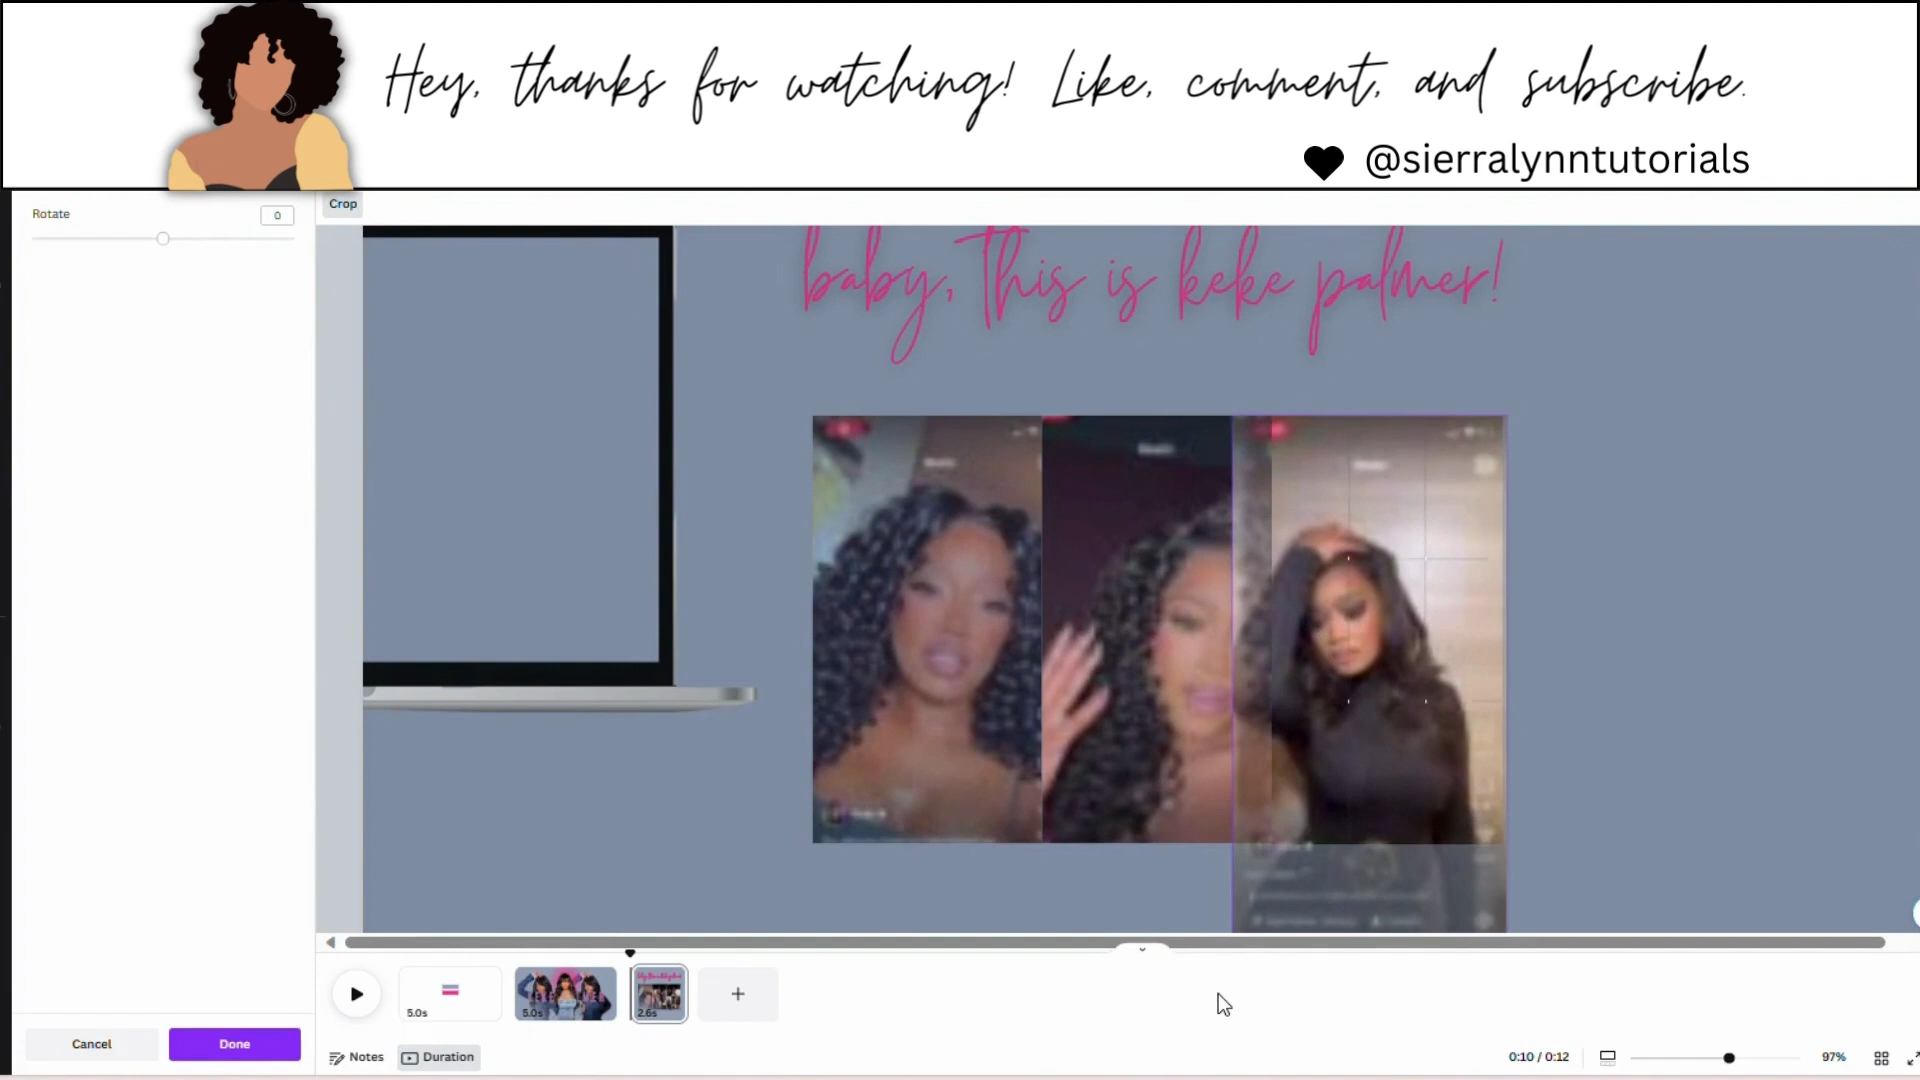 Hey, thanks for watching! Like, comment, and subscribe.
@sierralynntutorials
Rotate
0
Crop
baby, this is keke palmer!
5.0s
5.0s
2.6s
Cancel
Done
Notes
Duration
0:10 / 0:12
97%